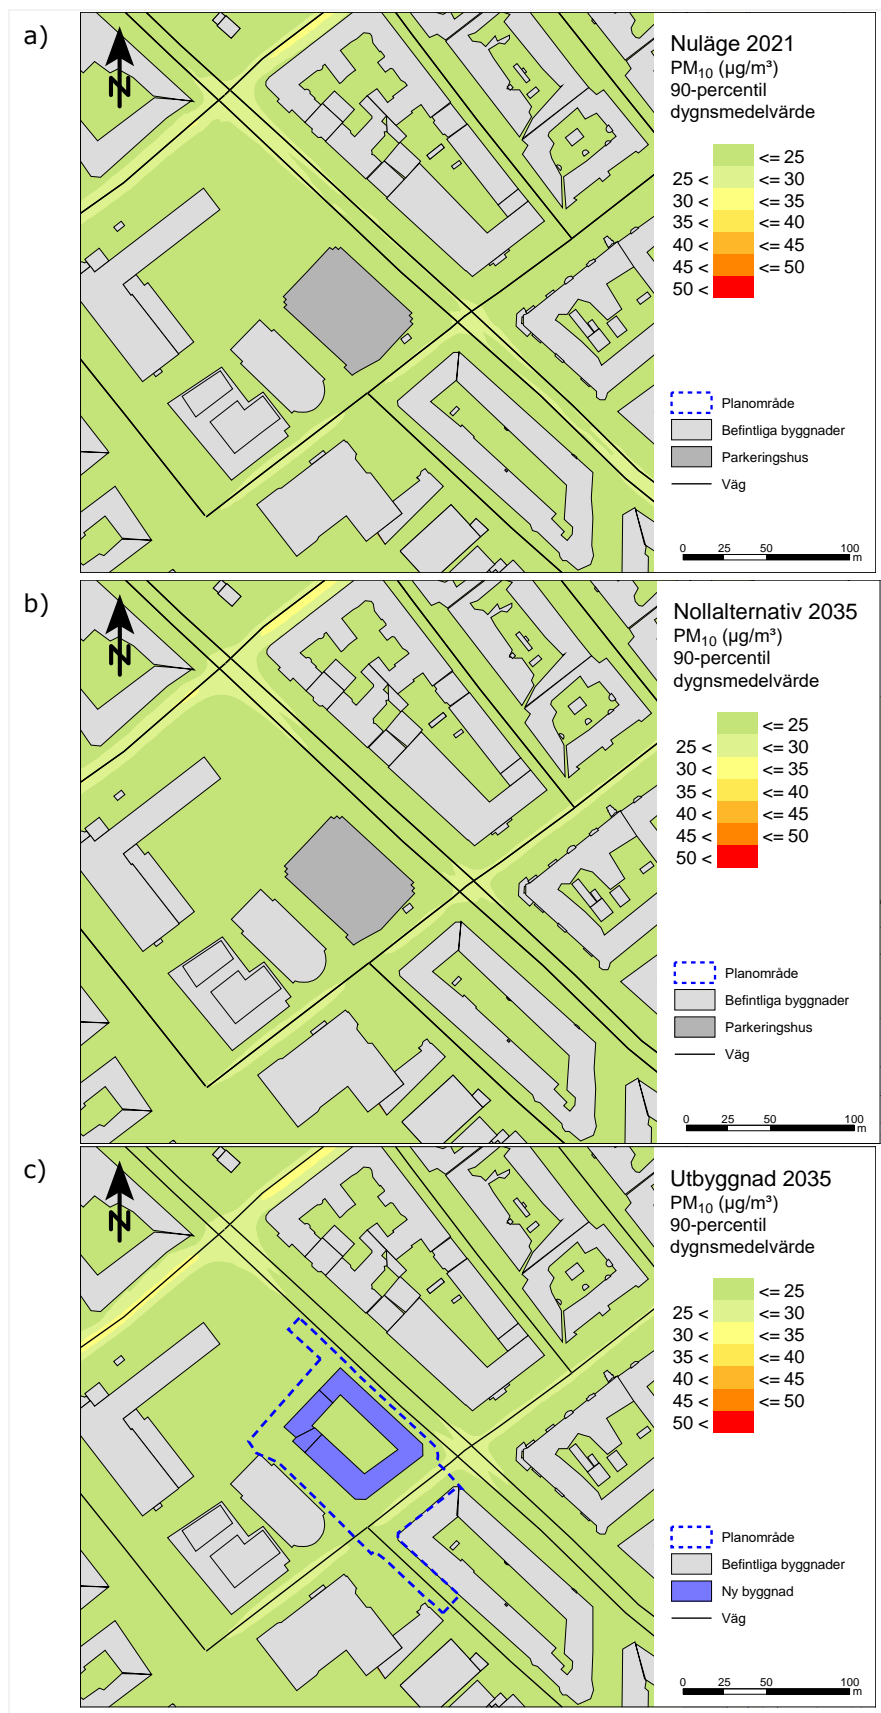 a)
N
Nuläge 2021
PM₁₀ (µg/m³)
90-percentil
dygnsmedelvärde
<= 25
25 < <= 30
30 < <= 35
35 < <= 40
40 < <= 45
45 < <= 50
50 <
Planområde
Befintliga byggnader
Parkeringshus
Väg
0 25 50 100
m
b)
N
Nollalternativ 2035
PM₁₀ (µg/m³)
90-percentil
dygnsmedelvärde
<= 25
25 < <= 30
30 < <= 35
35 < <= 40
40 < <= 45
45 < <= 50
50 <
Planområde
Befintliga byggnader
Parkeringshus
Väg
0 25 50 100
m
c)
N
Utbyggnad 2035
PM₁₀ (µg/m³)
90-percentil
dygnsmedelvärde
<= 25
25 < <= 30
30 < <= 35
35 < <= 40
40 < <= 45
45 < <= 50
50 <
Planområde
Befintliga byggnader
Ny byggnad
Väg
0 25 50 100
m